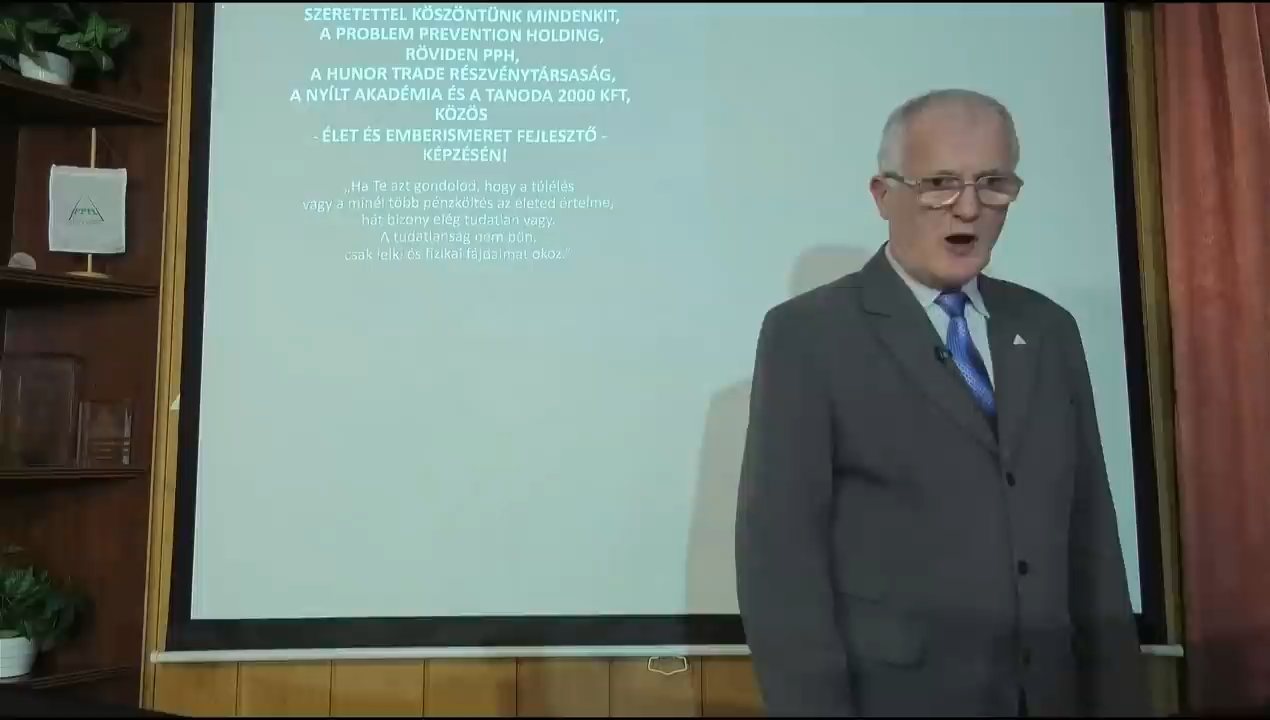 SZERETETTEL KÖSZÖNTÜNK MINDENKIT,
A PROBLEM PREVENTION HOLDING,
RÖVIDEN PPH,
A HUNOR TRADE RÉSZVÉNYTÁRSASÁG,
A NYÍLT AKADÉMIA ÉS A TANODA 2000 KFT,
KÖZÖS
- ÉLET ÉS EMBERISMERET FEJLESZTŐ -
KÉPZÉSÉN!
„Ha Te azt gondolod, hogy a túlélés
vagy a minél több pénzköltés az életed értelme,
hát bizony elég tudatlan vagy.
A tudatlanság nem bűn,
csak lelki és fizikai fájdalmat okoz."